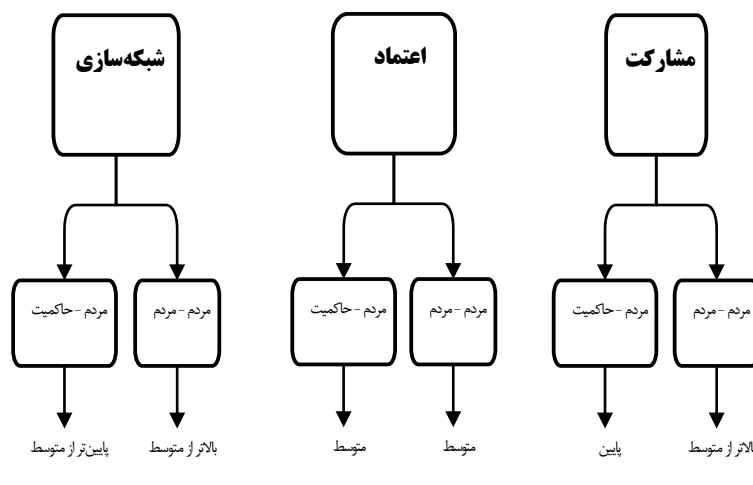 مشارکت
اعتماد
شبکه‌سازی
مردم - مردم
مردم - حاکمیت
مردم - مردم
مردم - حاکمیت
مردم - مردم
مردم - حاکمیت
بالاتر از متوسط
پایین
متوسط
متوسط
بالاتر از متوسط
پایین‌تر از متوسط